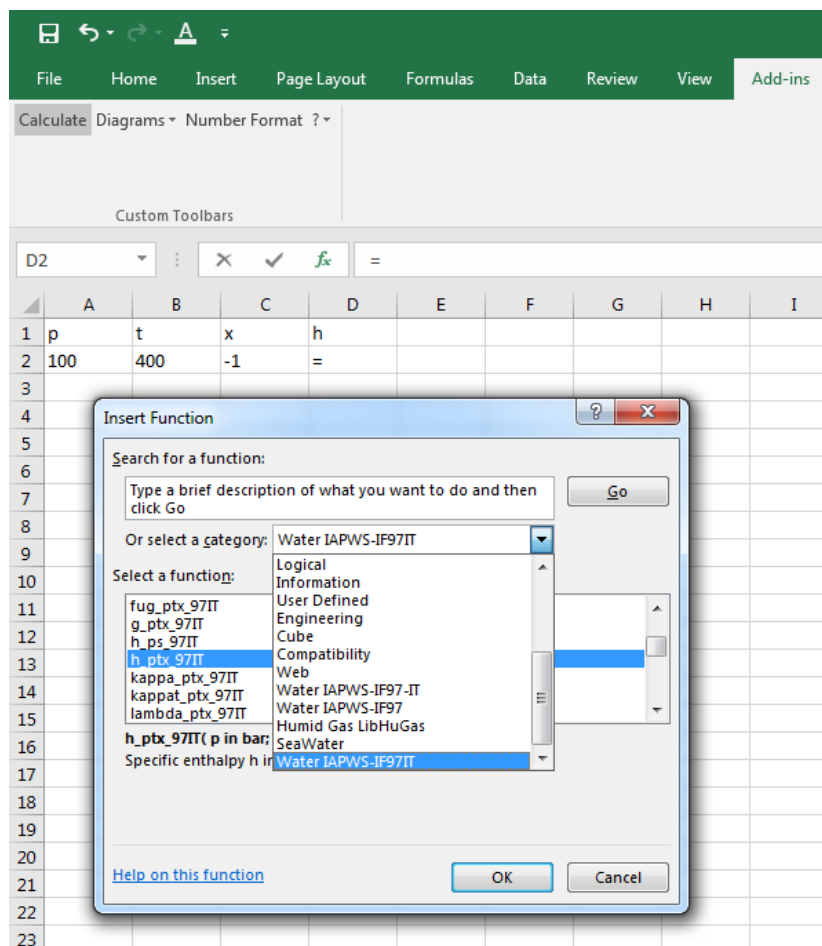 A
File Home Insert Page Layout Formulas Data Review View Add-ins
Calculate Diagrams Number Format ?
Custom Toolbars
D2 fx =
A B C D E F G H I
1 p t x h
2 100 400 -1 =
3
4 Insert Function ? X
5
Search for a function:
6
7 Type a brief description of what you want to do and then Go
click Go
8
Or select a category: Water IAPWS-IF97IT
9
Logical
10 Select a function: Information
11 fug_ptx_97IT User Defined
g_ptx_97IT Engineering
12 h_ps_97IT Cube
13 h_ptx_97IT Compatibility
kappa_ptx_97IT Web
14 kappat_ptx_97IT Water IAPWS-IF97-IT
15 lambda_ptx_97IT Water IAPWS-IF97
Humid Gas LibHuGas
16 h_ptx_97IT( p in bar; SeaWater
17 Specific enthalpy h in Water IAPWS-IF97IT
18
19
20
21 Help on this function OK Cancel
22
23